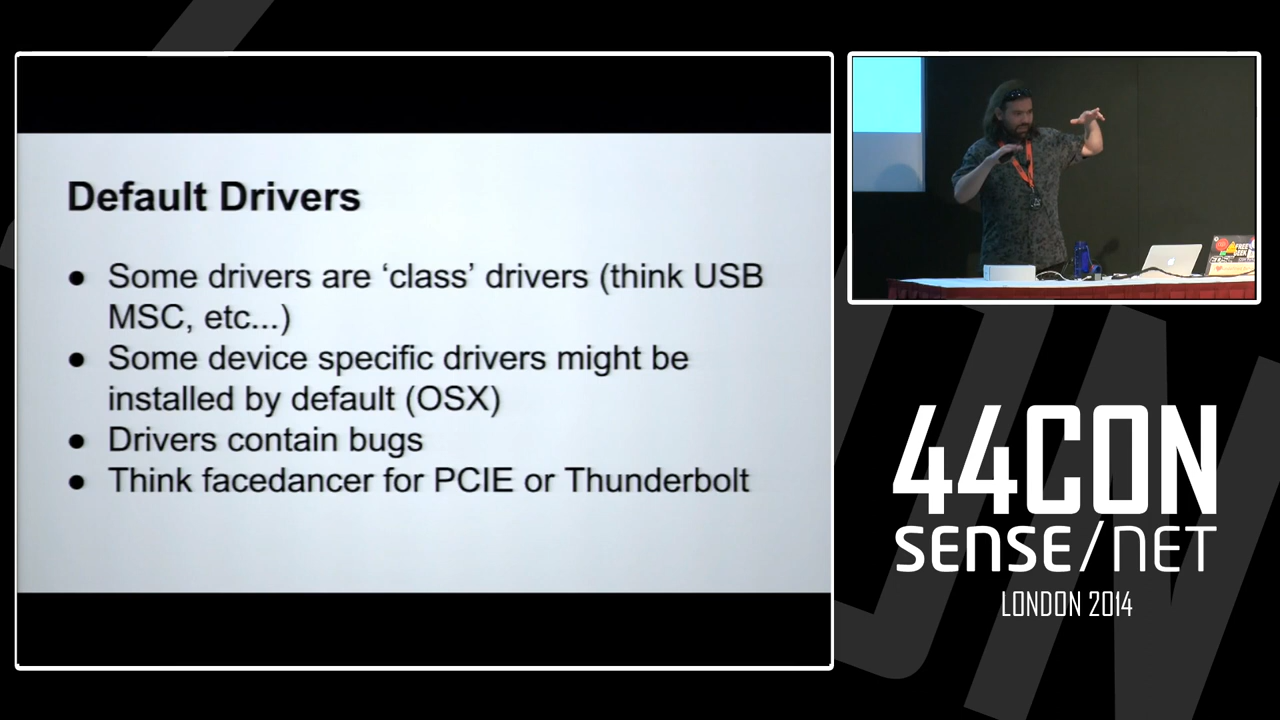 Default Drivers
● Some drivers are ‘class’ drivers (think USB
MSC, etc...)
● Some device specific drivers might be
installed by default (OSX)
● Drivers contain bugs
● Think facedancer for PCIE or Thunderbolt
44CON
SENSE/NET
LONDON 2014